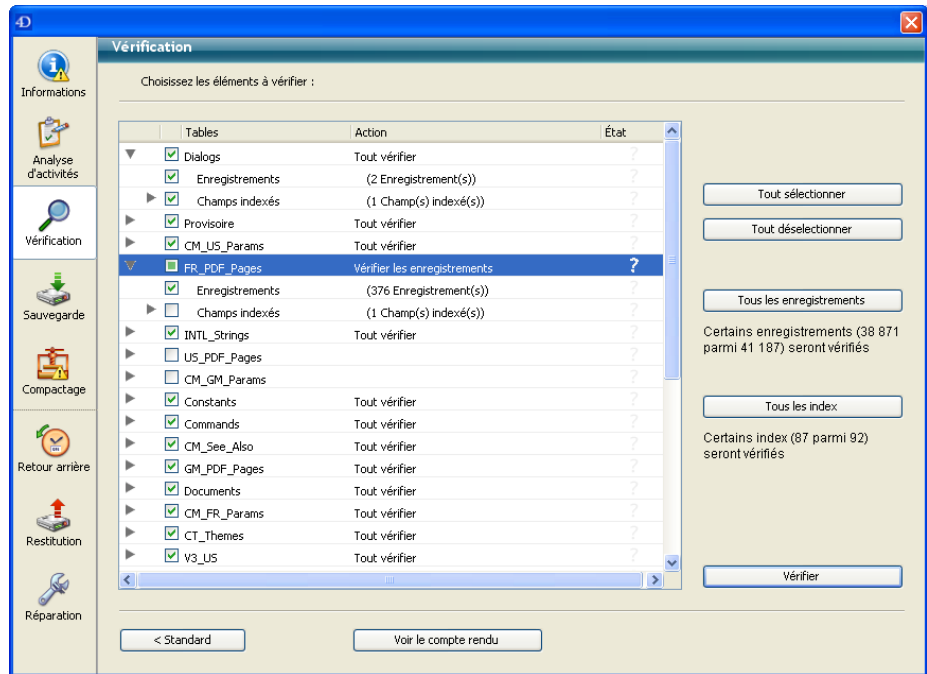 4D
Vérification
Choisissez les éléments à vérifier :
Informations
Analyse
d'activités
Vérification
Sauvegarde
Compactage
Retour arrière
Restitution
Réparation
Tables Action État
Dialogs Tout vérifier ?
Enregistrements (2 Enregistrement(s)) ?
Champs indexés (1 Champ(s) indexé(s)) ?
Provisoire Tout vérifier ?
CM_US_Params Tout vérifier ?
FR_PDF_Pages Vérifier les enregistrements ?
Enregistrements (376 Enregistrement(s)) ?
Champs indexés (1 Champ(s) indexé(s)) ?
INTL_Strings Tout vérifier ?
US_PDF_Pages ?
CM_GM_Params ?
Constants Tout vérifier ?
Commands Tout vérifier ?
CM_See_Also Tout vérifier ?
GM_PDF_Pages Tout vérifier ?
Documents Tout vérifier ?
CM_FR_Params Tout vérifier ?
CT_Themes Tout vérifier ?
V3_US Tout vérifier ?
Tout sélectionner
Tout déselectionner
Tous les enregistrements
Certains enregistrements (38 871
parmi 41 187) seront vérifiés
Tous les index
Certains index (87 parmi 92)
seront vérifiés
Vérifier
< Standard
Voir le compte rendu